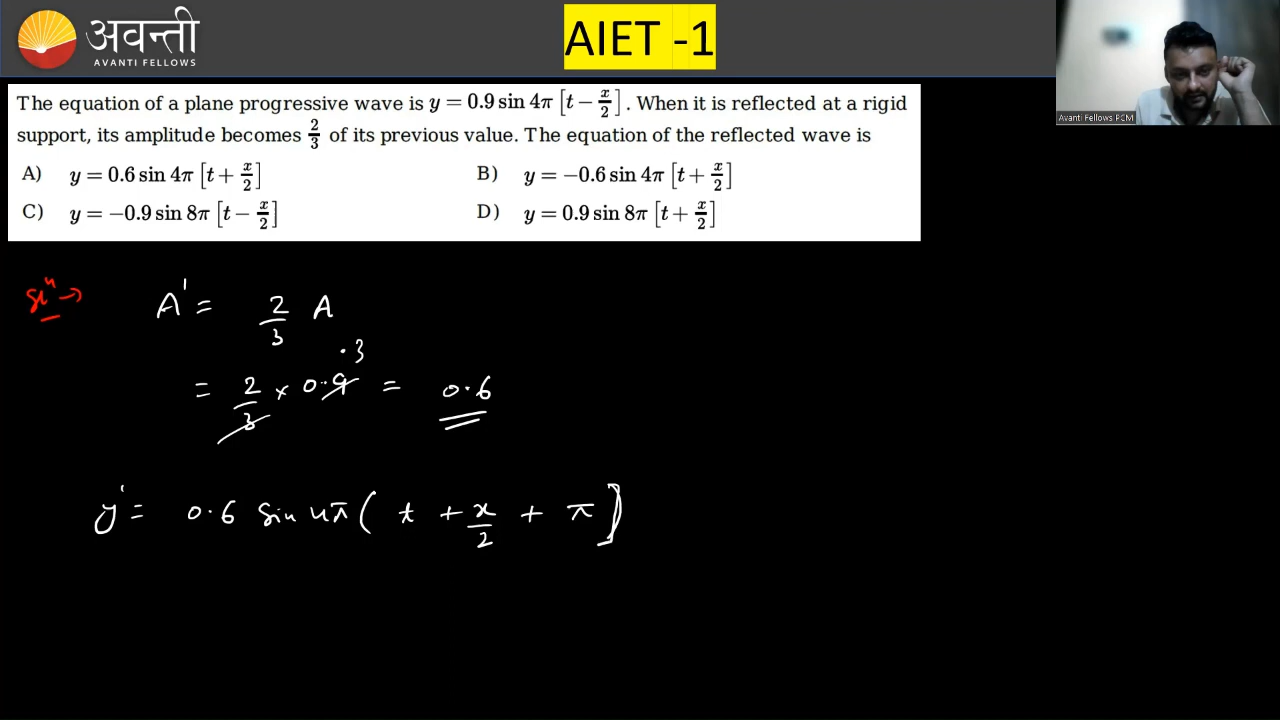 अवन्ती
AVANTI FELLOWS
AIET -1
Avanti Fellows PCM
The equation of a plane progressive wave is y = 0.9 sin 4π [t − x/2]. When it is reflected at a rigid
support, its amplitude becomes 2/3 of its previous value. The equation of the reflected wave is
A) y = 0.6 sin 4π [t + x/2] B) y = −0.6 sin 4π [t + x/2]
C) y = −0.9 sin 8π [t − x/2] D) y = 0.9 sin 8π [t + x/2]
Solⁿ → A' = 2/3 A
= 2/3 × 0.9 .3 = 0.6
y' = 0.6 sin 4π ( t + x/2 + π ]